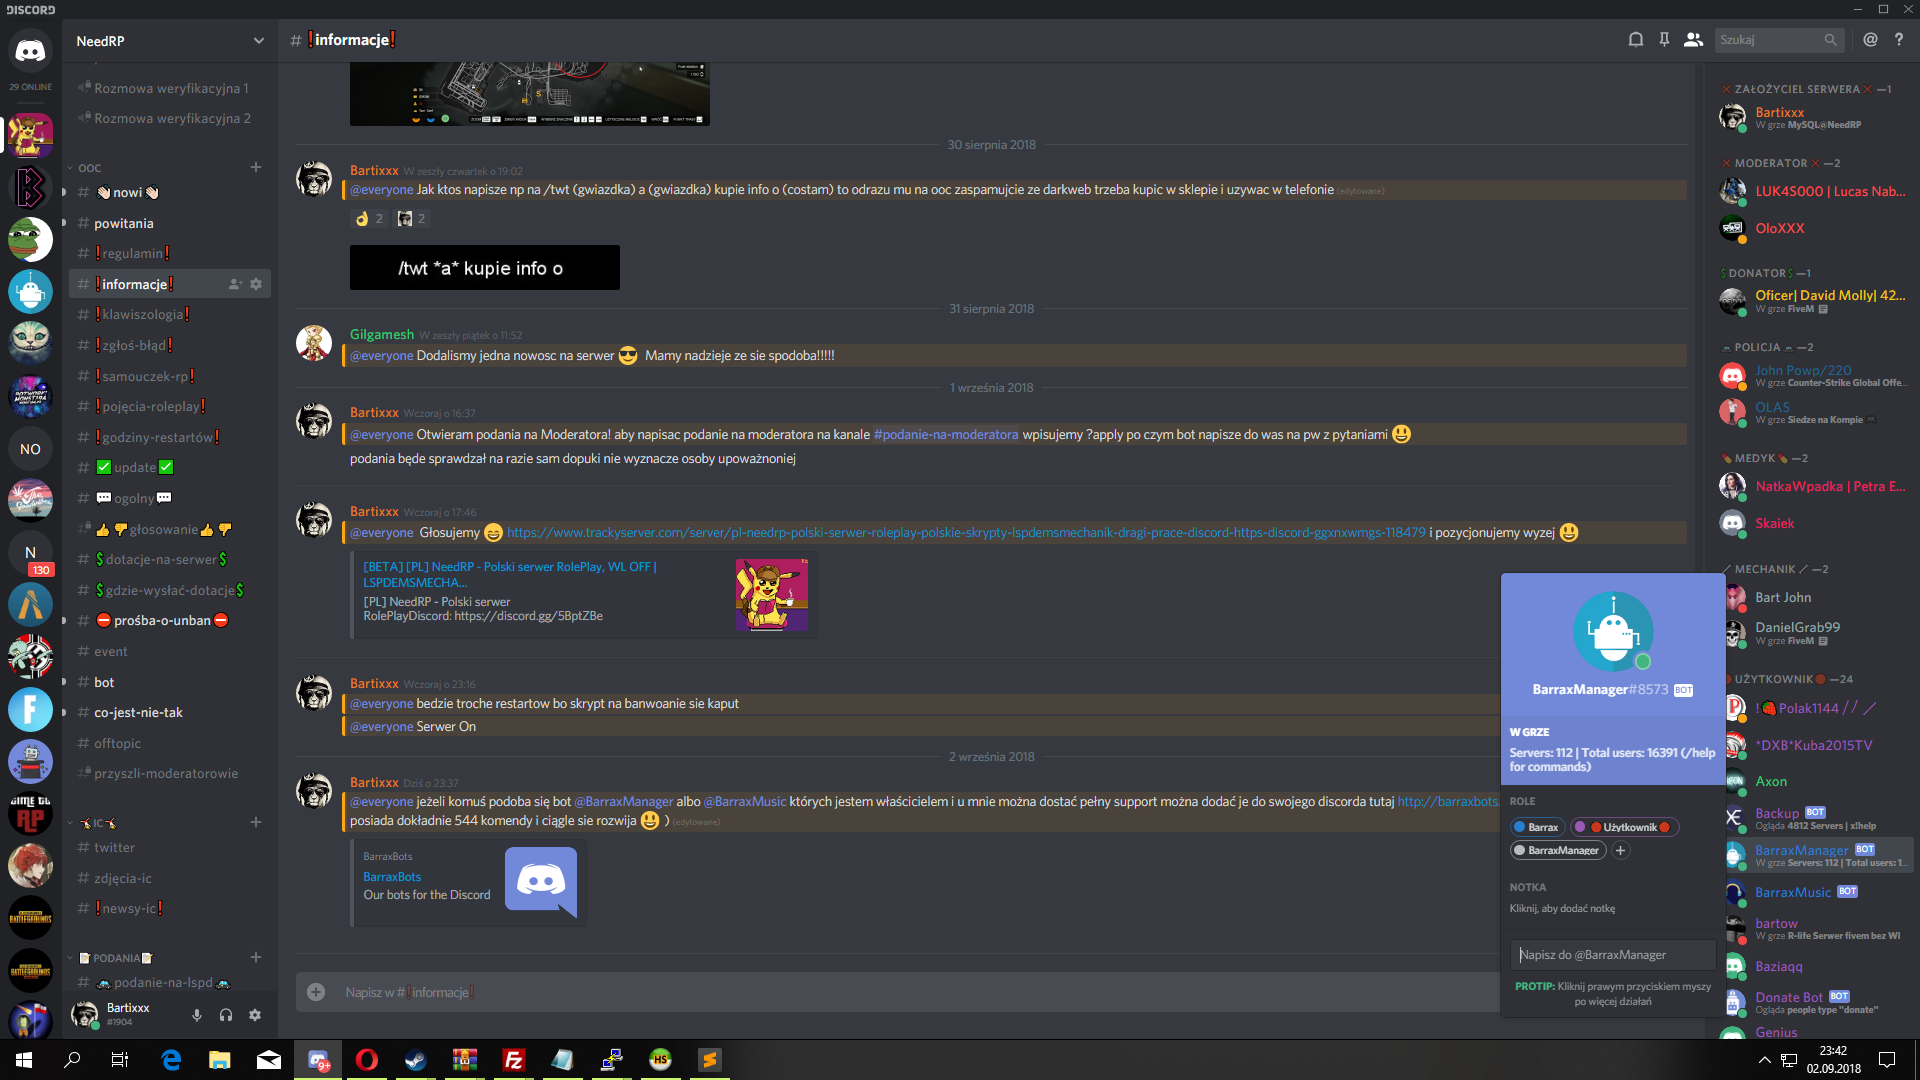 DISCORD
29 ONLINE
NO
N
130
NeedRP
Rozmowa weryfikacyjna 1
Rozmowa weryfikacyjna 2
OOC
# 👏🏻nowi👏🏻
# powitania
# ❗regulamin❗
# ❗informacje❗
# ❗klawiszologia❗
# ❗zgłoś-błąd❗
# ❗samouczek-rp❗
# ❗pojęcia-roleplay❗
# ❗godziny-restartów❗
# ✅update✅
# 💬ogolny💬
# 👍👎głosowanie👍👎
# 💲dotacje-na-serwer💲
# 💲gdzie-wysłać-dotacje💲
# ⛔prośba-o-unban⛔
# event
# bot
# co-jest-nie-tak
# offtopic
# przyszli-moderatorowie
IC
# twitter
# zdjęcia-ic
# ❗newsy-ic❗
📝PODANIA📝
# 🚓podanie-na-lspd🚓
Bartixxx
#1904
# ❗informacje❗
Szukaj
30 sierpnia 2018
Bartixxx W zeszły czwartek o 19:02
@everyone Jak ktos napisze np na /twt (gwiazdka) a (gwiazdka) kupie info o (costam) to odrazu mu na ooc zaspamujcie ze darkweb trzeba kupic w sklepie i uzywac w telefonie (edytowane)
👌 2 2
/twt *a* kupie info o
31 sierpnia 2018
Gilgamesh W zeszły piątek o 11:52
@everyone Dodalismy jedna nowosc na serwer 😎 Mamy nadzieje ze sie spodoba!!!!!
1 września 2018
Bartixxx Wczoraj o 16:37
@everyone Otwieram podania na Moderatora! aby napisac podanie na moderatora na kanale #podanie-na-moderatora wpisujemy ?apply po czym bot napisze do was na pw z pytaniami 😃
podania będe sprawdzał na razie sam dopuki nie wyznacze osoby upoważnoniej
Bartixxx Wczoraj o 17:46
@everyone Głosujemy 😄 https://www.trackyserver.com/server/pl-needrp-polski-serwer-roleplay-polskie-skrypty-lspdemsmechanik-dragi-prace-discord-https-discord-ggxnxwmgs-118479 i pozycjonujemy wyzej 😃
[BETA] [PL] NeedRP - Polski serwer RolePlay, WL OFF |
LSPDEMSMECHA...
[PL] NeedRP - Polski serwer
RolePlayDiscord: https://discord.gg/5BptZBe
Bartixxx Wczoraj o 23:16
@everyone bedzie troche restartow bo skrypt na banwoanie sie kaput
@everyone Serwer On
2 września 2018
Bartixxx Dziś o 23:37
@everyone jeżeli komuś podoba się bot @BarraxManager albo @BarraxMusic których jestem właścicielem i u mnie można dostać pełny support można dodać je do swojego discorda tutaj http://barraxbots.
posiada dokładnie 544 komendy i ciągle sie rozwija 😃 ) (edytowane)
BarraxBots
BarraxBots
Our bots for the Discord
Napisz w #❗informacje❗
BarraxManager#8573 BOT
W GRZE
Servers: 112 | Total users: 16391 (/help
for commands)
ROLE
Barrax
🔴Użytkownik🔴
BarraxManager
NOTKA
Kliknij, aby dodać notkę
Napisz do @BarraxManager
PROTIP: Kliknij prawym przyciskiem myszy
po więcej działań
❌ZAŁOŻYCIEL SERWERA❌—1
Bartixxx
W grze MySQL@NeedRP
❌MODERATOR❌—2
LUK4S000 | Lucas Nab...
OloXXX
💲DONATOR💲—1
Oficer| David Molly| 42...
W grze FiveM
🚓POLICJA🚓—2
John Powp/220
W grze Counter-Strike Global Offe...
OLAS
W grze Siedze na Kompie
💊MEDYK💊—2
NatkaWpadka | Petra E...
Skaiek
MECHANIK —2
Bart John
DanielGrab99
W grze FiveM
🔴UŻYTKOWNIK🔴—24
!🍓Polak1144 // /
*DXB*Kuba2015TV
Axon
Backup BOT
Ogląda 4812 Servers | x!help
BarraxManager BOT
W grze Servers: 112 | Total users: 1...
BarraxMusic BOT
bartow
W grze R-life Serwer fivem bez Wl
Baziaqq
Donate Bot BOT
Ogląda people type "donate"
Genius
23:42
02.09.2018